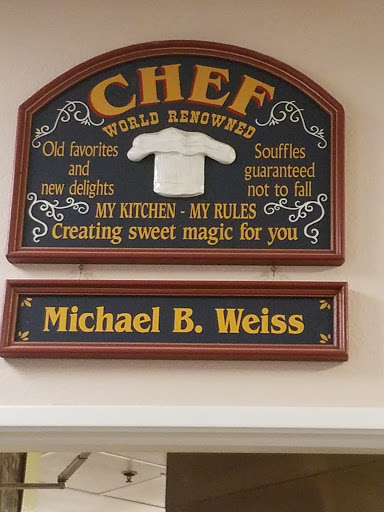 CHEF
WORLD RENOWNED
Old favorites
and
new delights
Souffles
guaranteed
not to fall
MY KITCHEN - MY RULES
Creating sweet magic for you
Michael B. Weiss